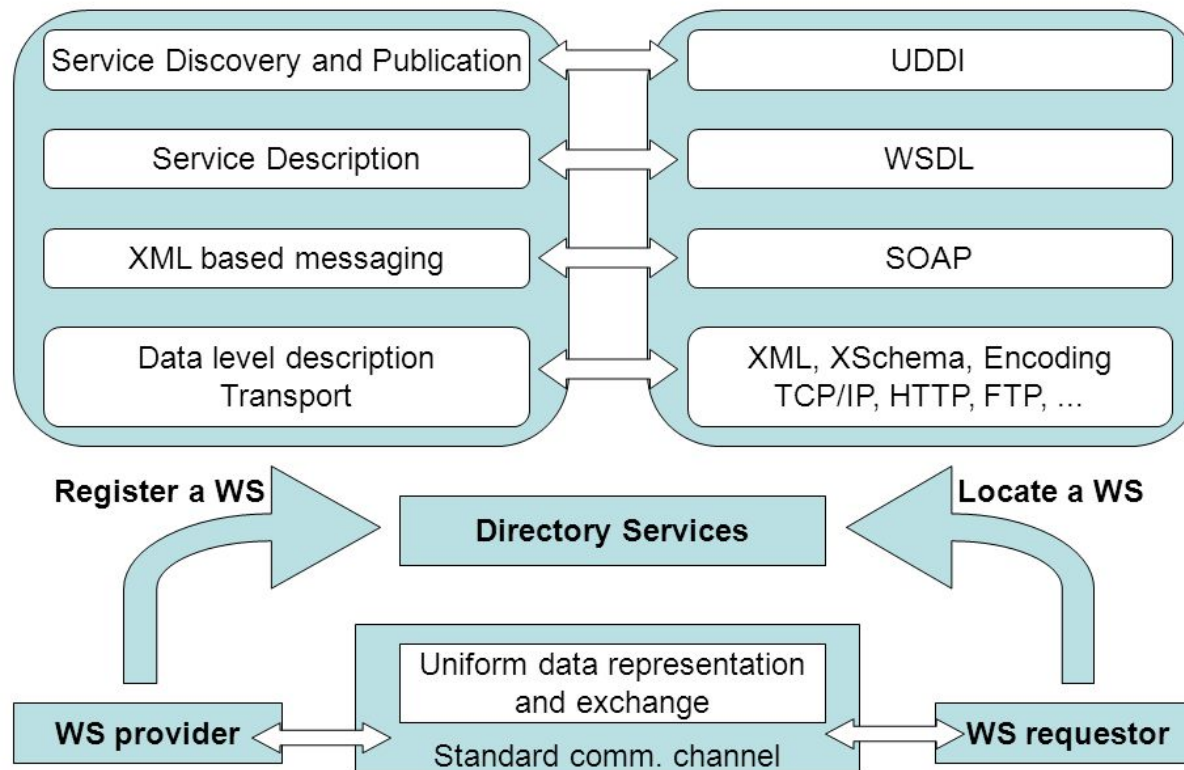 Service Discovery and Publication
UDDI
Service Description
WSDL
XML based messaging
SOAP
Data level description
Transport
XML, XSchema, Encoding
TCP/IP, HTTP, FTP, ...
Register a WS
Locate a WS
Directory Services
Uniform data representation
and exchange
WS provider
WS requestor
Standard comm. channel